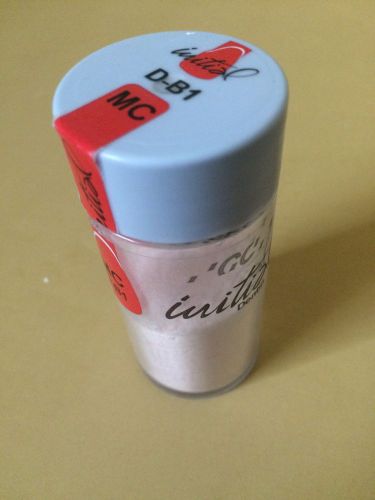 initial
D-B1
MC
GC
initial